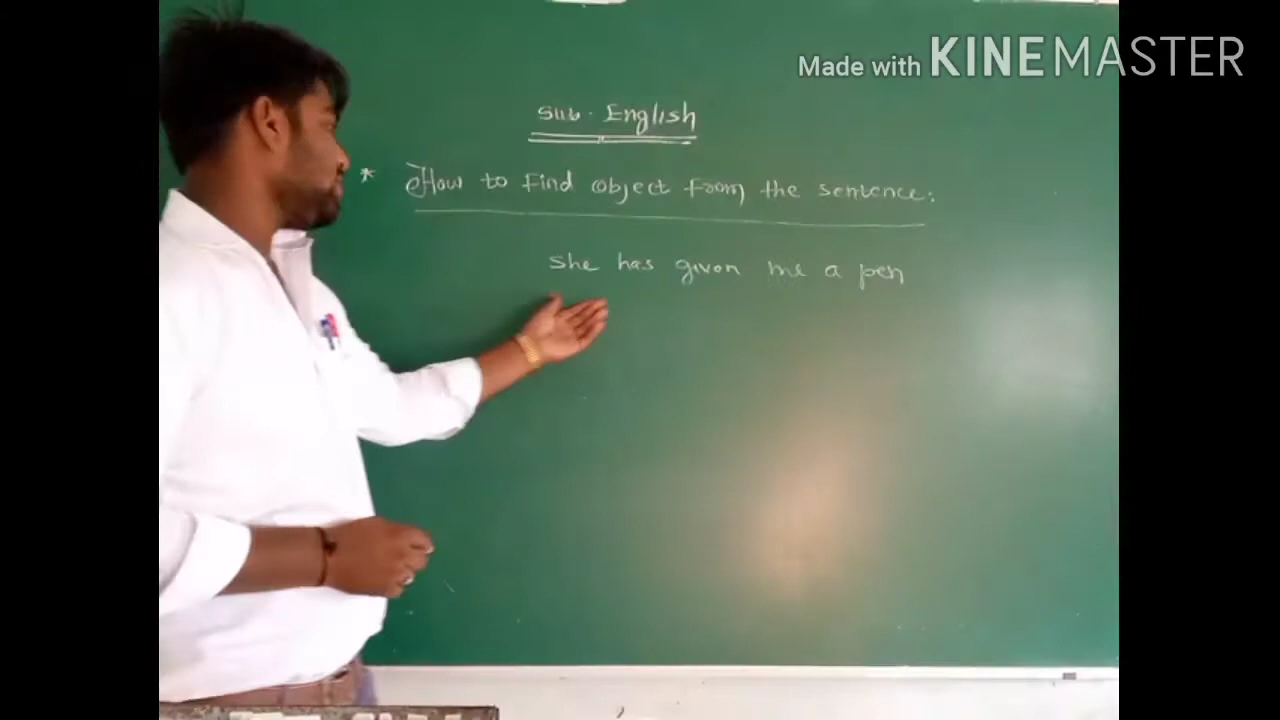 Made with KINEMASTER
Sub. English
* How to find object from the sentence.
she has given me a pen